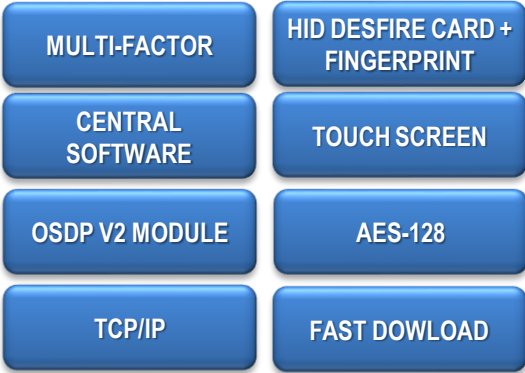 MULTI-FACTOR
HID DESFIRE CARD +
FINGERPRINT
CENTRAL
SOFTWARE
TOUCH SCREEN
OSDP V2 MODULE
AES-128
TCP/IP
FAST DOWLOAD